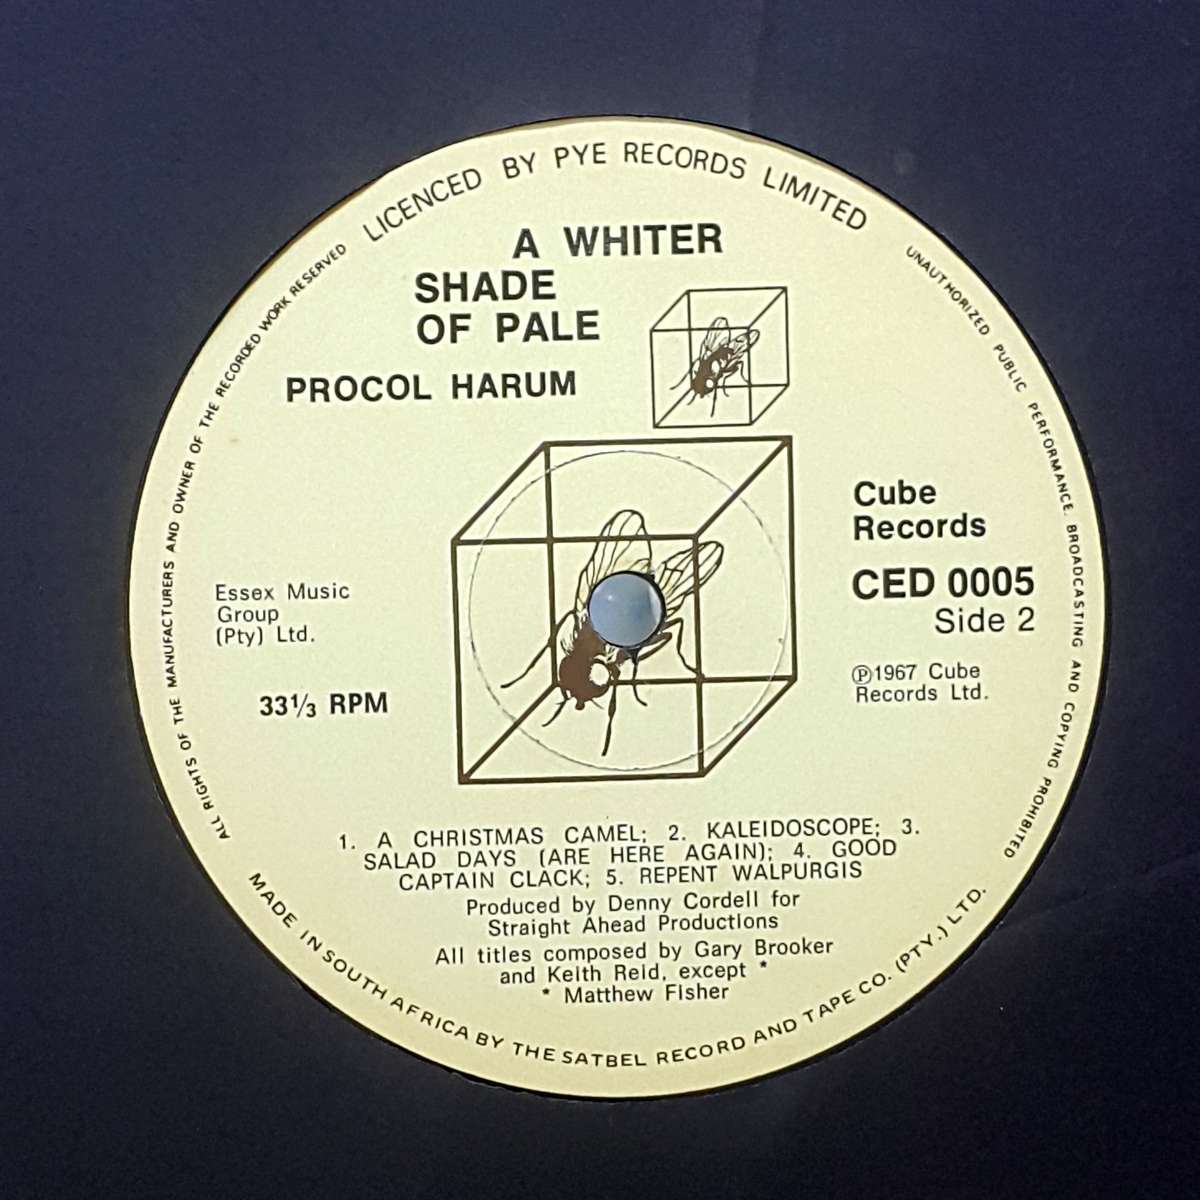 LICENCED BY PYE RECORDS LIMITED
A WHITER
SHADE
OF PALE
PROCOL HARUM
Cube
Records
CED 0005
Side 2
Essex Music
Group
(Pty) Ltd.
33⅓ RPM
Ⓟ1967 Cube
Records Ltd.
1. A CHRISTMAS CAMEL; 2. KALEIDOSCOPE; 3.
SALAD DAYS (ARE HERE AGAIN); 4. GOOD
CAPTAIN CLACK; 5. REPENT WALPURGIS
Produced by Denny Cordell for
Straight Ahead Productions
All titles composed by Gary Brooker
and Keith Reid, except *
* Matthew Fisher
ALL RIGHTS OF THE MANUFACTURERS AND OWNER OF THE RECORDED WORK RESERVED
UNAUTHORIZED PUBLIC PERFORMANCE. BROADCASTING AND COPYING PROHIBITED
MADE IN SOUTH AFRICA BY THE SATBEL RECORD AND TAPE CO. (PTY.) LTD.